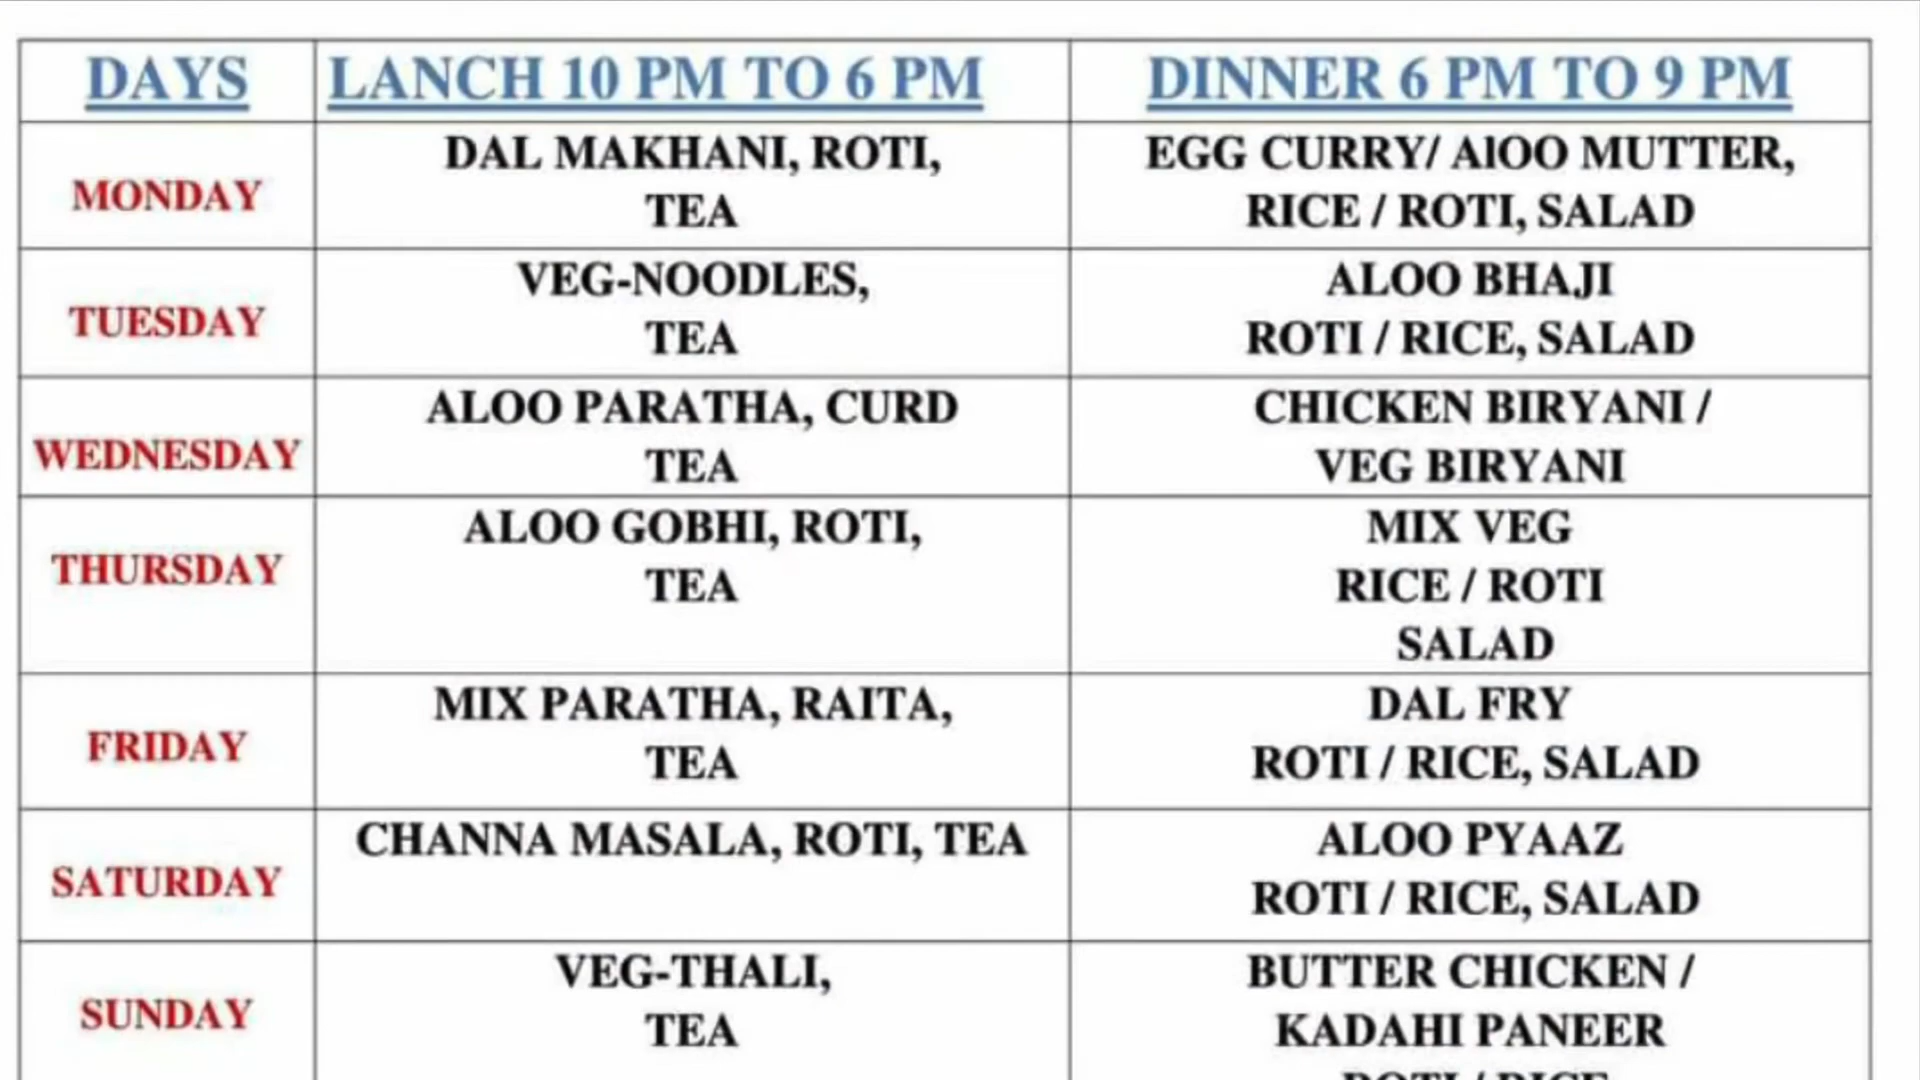 DAYS LANCH 10 PM TO 6 PM DINNER 6 PM TO 9 PM
MONDAY
DAL MAKHANI, ROTI,
TEA
EGG CURRY/ AlOO MUTTER,
RICE / ROTI, SALAD
TUESDAY
VEG-NOODLES,
TEA
ALOO BHAJI
ROTI / RICE, SALAD
WEDNESDAY
ALOO PARATHA, CURD
TEA
CHICKEN BIRYANI /
VEG BIRYANI
THURSDAY
ALOO GOBHI, ROTI,
TEA
MIX VEG
RICE / ROTI
SALAD
FRIDAY
MIX PARATHA, RAITA,
TEA
DAL FRY
ROTI / RICE, SALAD
SATURDAY
CHANNA MASALA, ROTI, TEA
ALOO PYAAZ
ROTI / RICE, SALAD
SUNDAY
VEG-THALI,
TEA
BUTTER CHICKEN /
KADAHI PANEER
ROTI / RICE